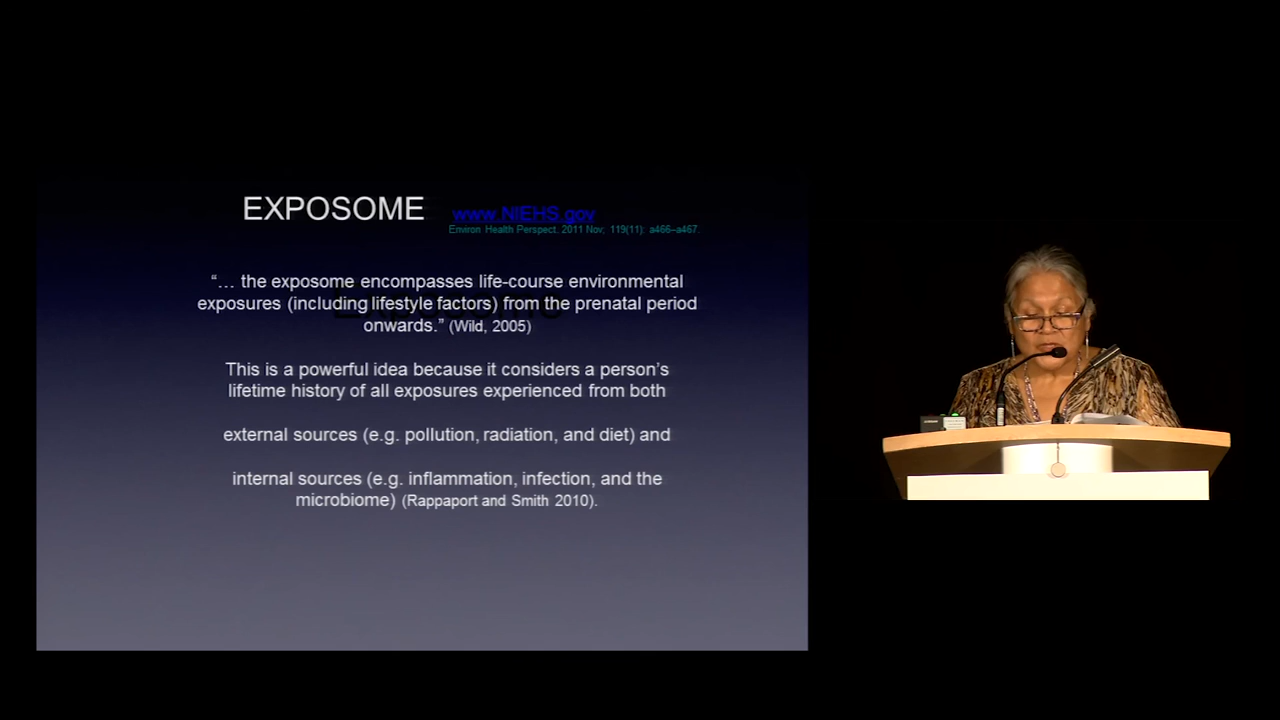 EXPOSOME www.NIEHS.gov
Environ Health Perspect. 2011 Nov, 119(11): a466–a467.
“… the exposome encompasses life-course environmental
exposures (including lifestyle factors) from the prenatal period
onwards.” (Wild, 2005)
This is a powerful idea because it considers a person’s
lifetime history of all exposures experienced from both
external sources (e.g. pollution, radiation, and diet) and
internal sources (e.g. inflammation, infection, and the
microbiome) (Rappaport and Smith 2010).